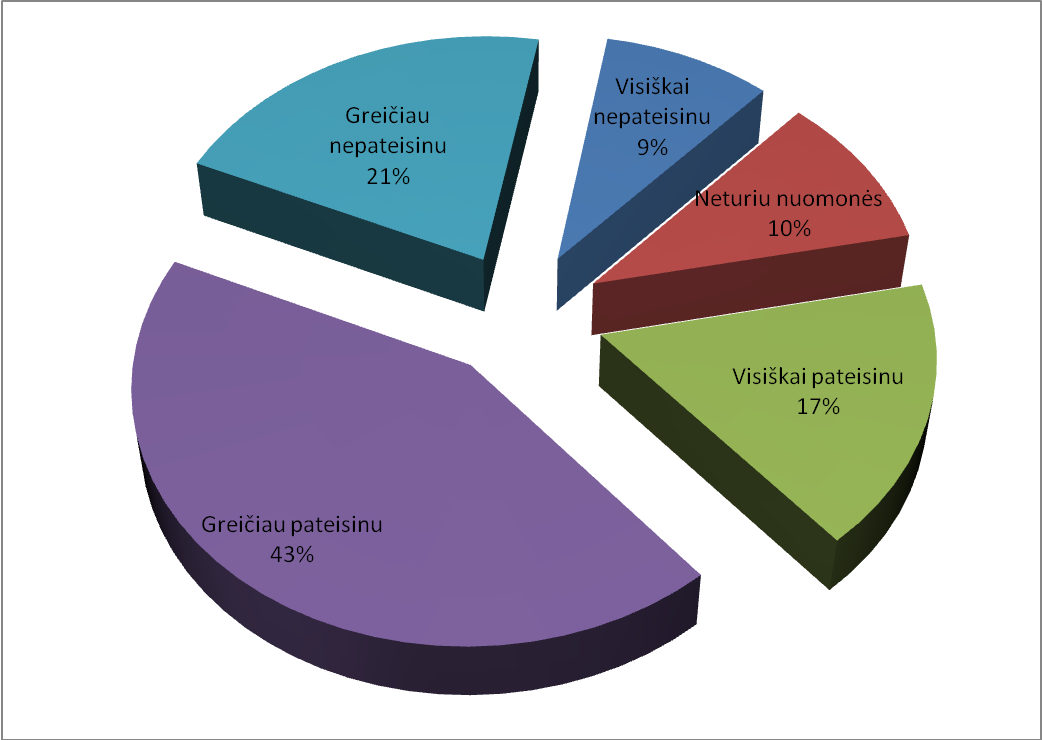 Visiškai
nepateisinu
9%
Neturiu nuomonės
10%
Visiškai pateisinu
17%
Greičiau pateisinu
43%
Greičiau
nepateisinu
21%